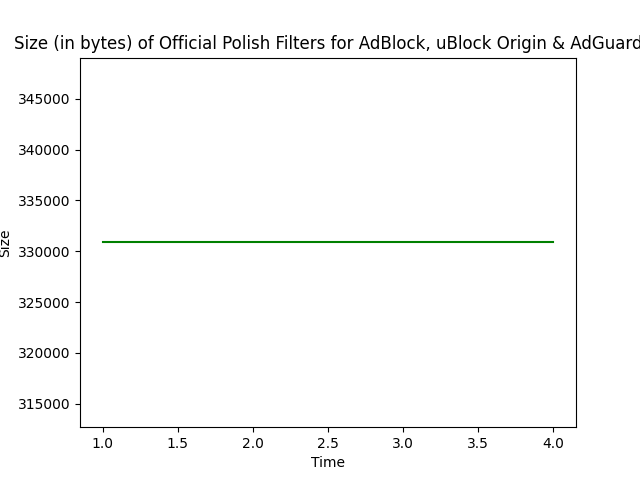 Size (in bytes) of Official Polish Filters for AdBlock, uBlock Origin & AdGuard
345000
340000
335000
330000
325000
320000
315000
Size
1.0 1.5 2.0 2.5 3.0 3.5 4.0
Time